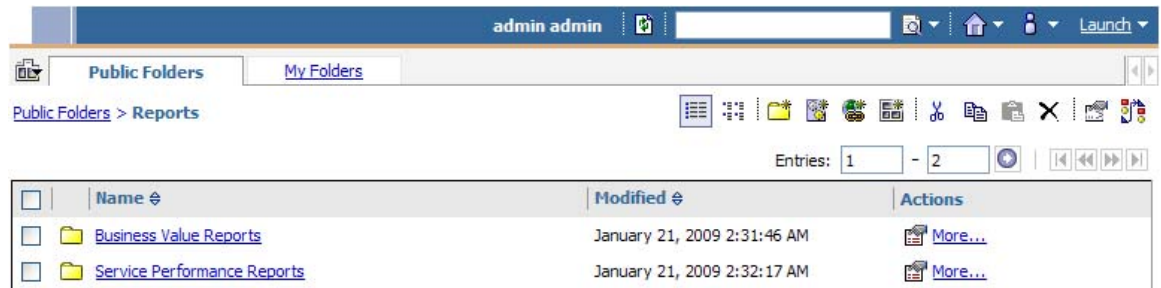 admin admin
Launch
Public Folders
My Folders
Public Folders > Reports
Entries: 1 - 2
Name Modified Actions
Business Value Reports January 21, 2009 2:31:46 AM More...
Service Performance Reports January 21, 2009 2:32:17 AM More...